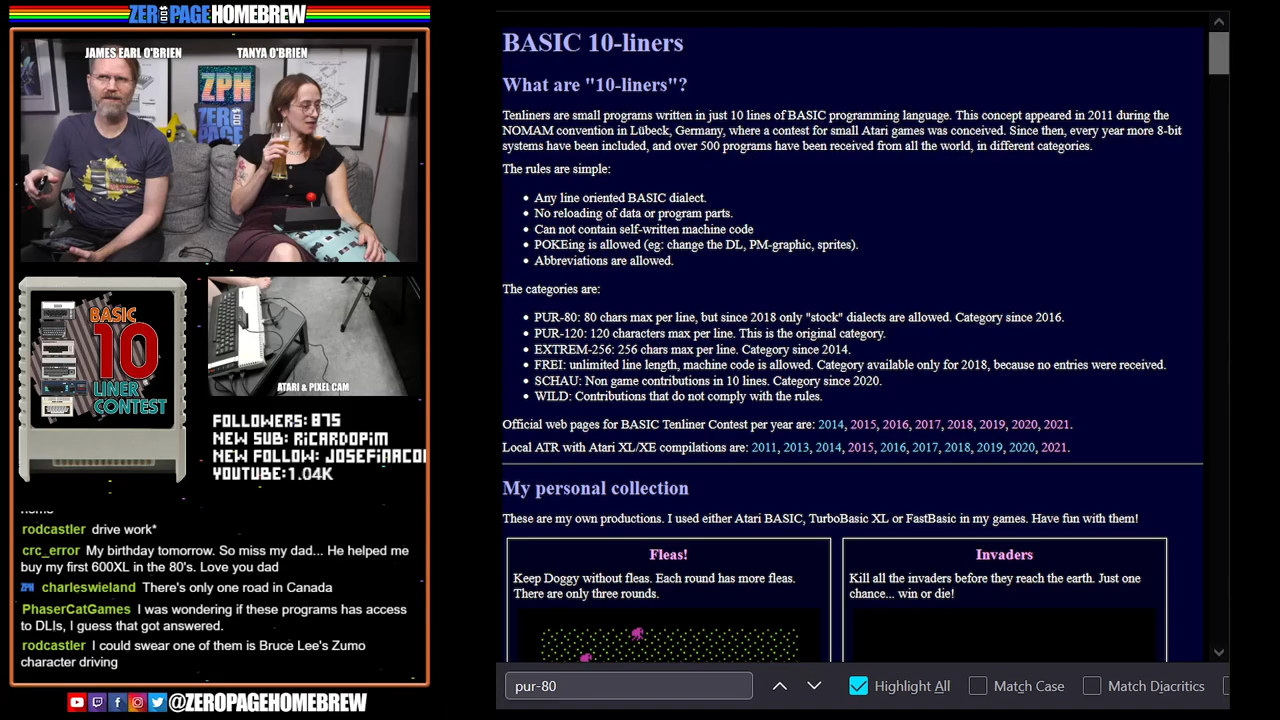 ZEROPAGE HOMEBREW
JAMES EARL O'BRIEN
TANYA O'BRIEN
ZPH
ZERO
PAGE
BASIC
10
LINER
CONTEST
ATARI & PIXEL CAM
FOLLOWERS: 875
NEW SUB: RICARDOPIM
NEW FOLLOW: JOSEFINACO
YOUTUBE:1.04K
rodcastler drive work*
crc_error My birthday tomorrow. So miss my dad... He helped me
buy my first 600XL in the 80's. Love you dad
ZPH charleswieland There's only one road in Canada
PhaserCatGames I was wondering if these programs has access
to DLIs, I guess that got answered.
rodcastler I could swear one of them is Bruce Lee's Zumo
character driving
@ZEROPAGEHOMEBREW
BASIC 10-liners
What are "10-liners"?
Tenliners are small programs written in just 10 lines of BASIC programming language. This concept appeared in 2011 during the
NOMAM convention in Lübeck, Germany, where a contest for small Atari games was conceived. Since then, every year more 8-bit
systems have been included, and over 500 programs have been received from all the world, in different categories.
The rules are simple:
• Any line oriented BASIC dialect.
• No reloading of data or program parts.
• Can not contain self-written machine code
• POKEing is allowed (eg: change the DL, PM-graphic, sprites).
• Abbreviations are allowed.
The categories are:
• PUR-80: 80 chars max per line, but since 2018 only "stock" dialects are allowed. Category since 2016.
• PUR-120: 120 characters max per line. This is the original category.
• EXTREM-256: 256 chars max per line. Category since 2014.
• FREI: unlimited line length, machine code is allowed. Category available only for 2018, because no entries were received.
• SCHAU: Non game contributions in 10 lines. Category since 2020.
• WILD: Contributions that do not comply with the rules.
Official web pages for BASIC Tenliner Contest per year are: 2014, 2015, 2016, 2017, 2018, 2019, 2020, 2021.
Local ATR with Atari XL/XE compilations are: 2011, 2013, 2014, 2015, 2016, 2017, 2018, 2019, 2020, 2021.
My personal collection
These are my own productions. I used either Atari BASIC, TurboBasic XL or FastBasic in my games. Have fun with them!
Fleas!
Keep Doggy without fleas. Each round has more fleas.
There are only three rounds.
Invaders
Kill all the invaders before they reach the earth. Just one
chance... win or die!
pur-80
Highlight All
Match Case
Match Diacritics